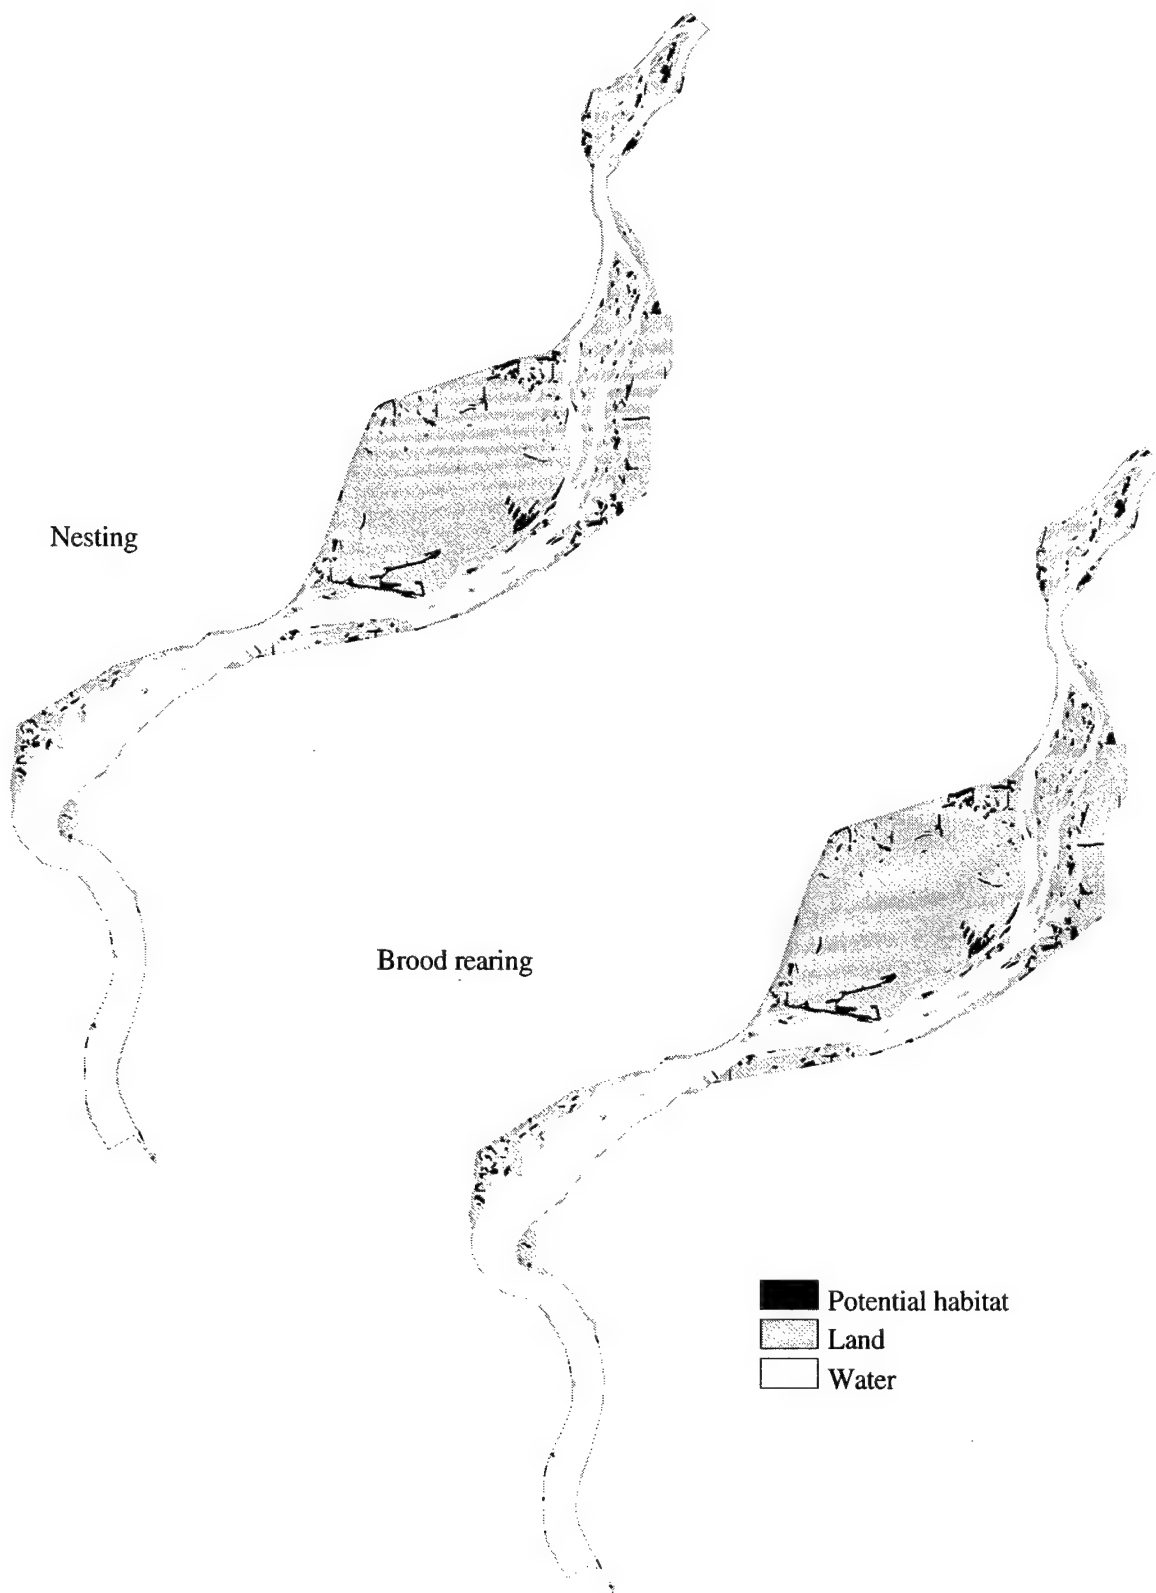 Nesting
Brood rearing
Potential habitat
Land
Water